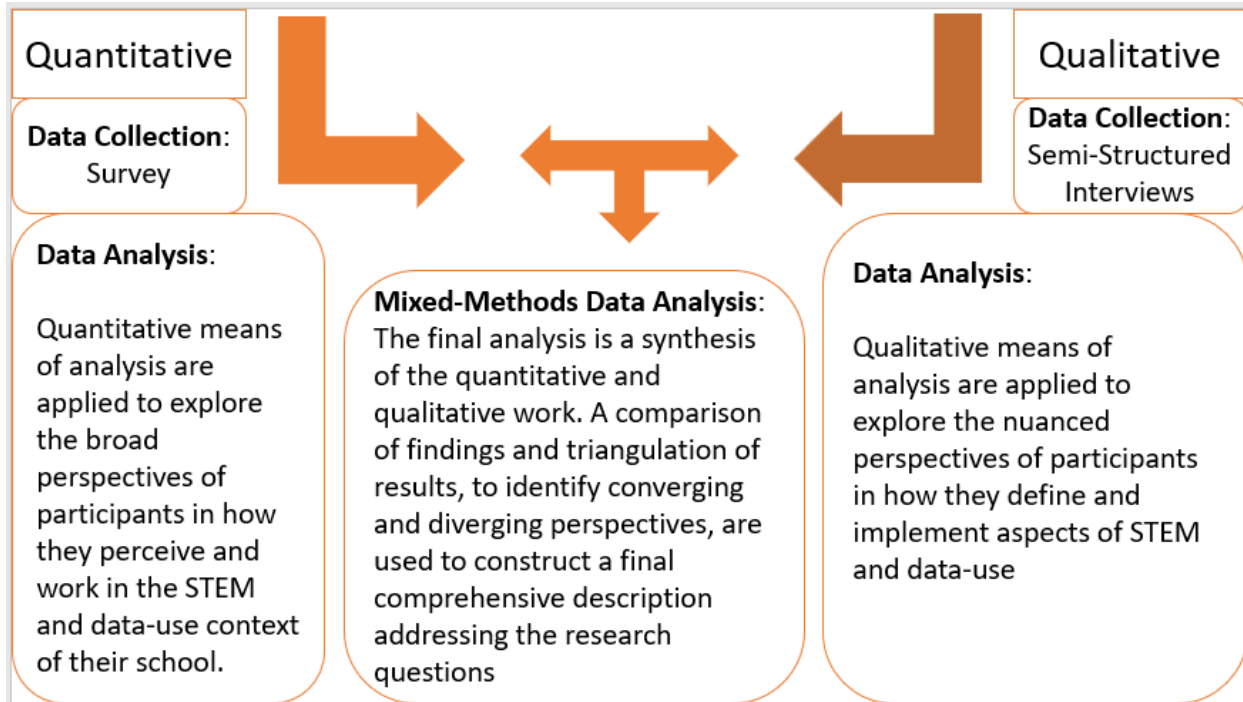 Quantitative
Data Collection:
Survey
Data Analysis:
Quantitative means
of analysis are
applied to explore
the broad
perspectives of
participants in how
they perceive and
work in the STEM
and data-use context
of their school.
Mixed-Methods Data Analysis:
The final analysis is a synthesis
of the quantitative and
qualitative work. A comparison
of findings and triangulation of
results, to identify converging
and diverging perspectives, are
used to construct a final
comprehensive description
addressing the research
questions
Qualitative
Data Collection:
Semi-Structured
Interviews
Data Analysis:
Qualitative means of
analysis are applied to
explore the nuanced
perspectives of participants
in how they define and
implement aspects of STEM
and data-use